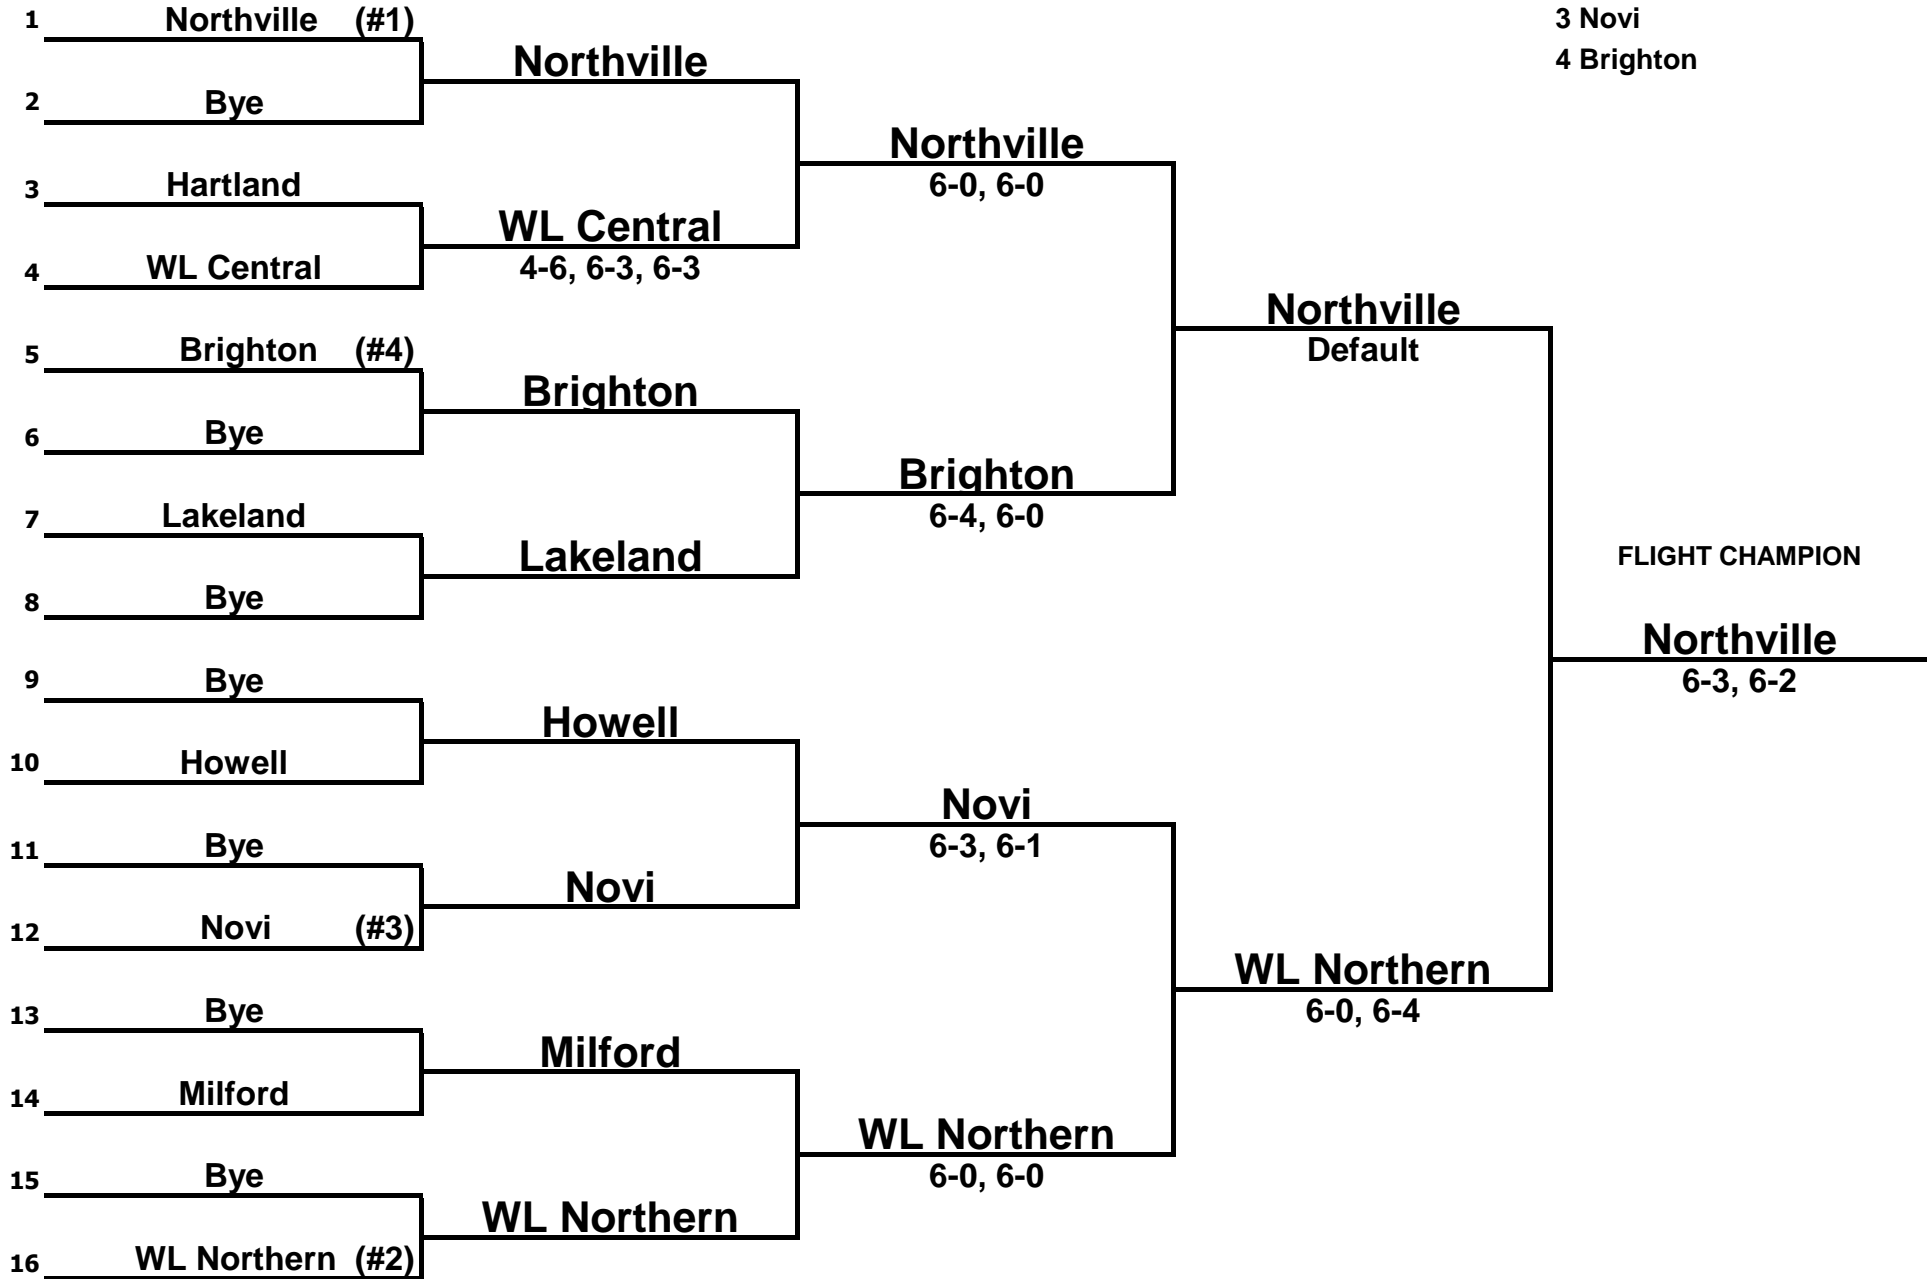 1 Northville (#1)
2 Bye
3 Hartland
4 WL Central
5 Brighton (#4)
6 Bye
7 Lakeland
8 Bye
9 Bye
10 Howell
11 Bye
12 Novi (#3)
13 Bye
14 Milford
15 Bye
16 WL Northern (#2)
Northville
WL Central
4-6, 6-3, 6-3
Brighton
Lakeland
Howell
Novi
Milford
WL Northern
Northville
6-0, 6-0
Brighton
6-4, 6-0
Novi
6-3, 6-1
WL Northern
6-0, 6-0
Northville
Default
WL Northern
6-0, 6-4
3 Novi
4 Brighton
FLIGHT CHAMPION
Northville
6-3, 6-2